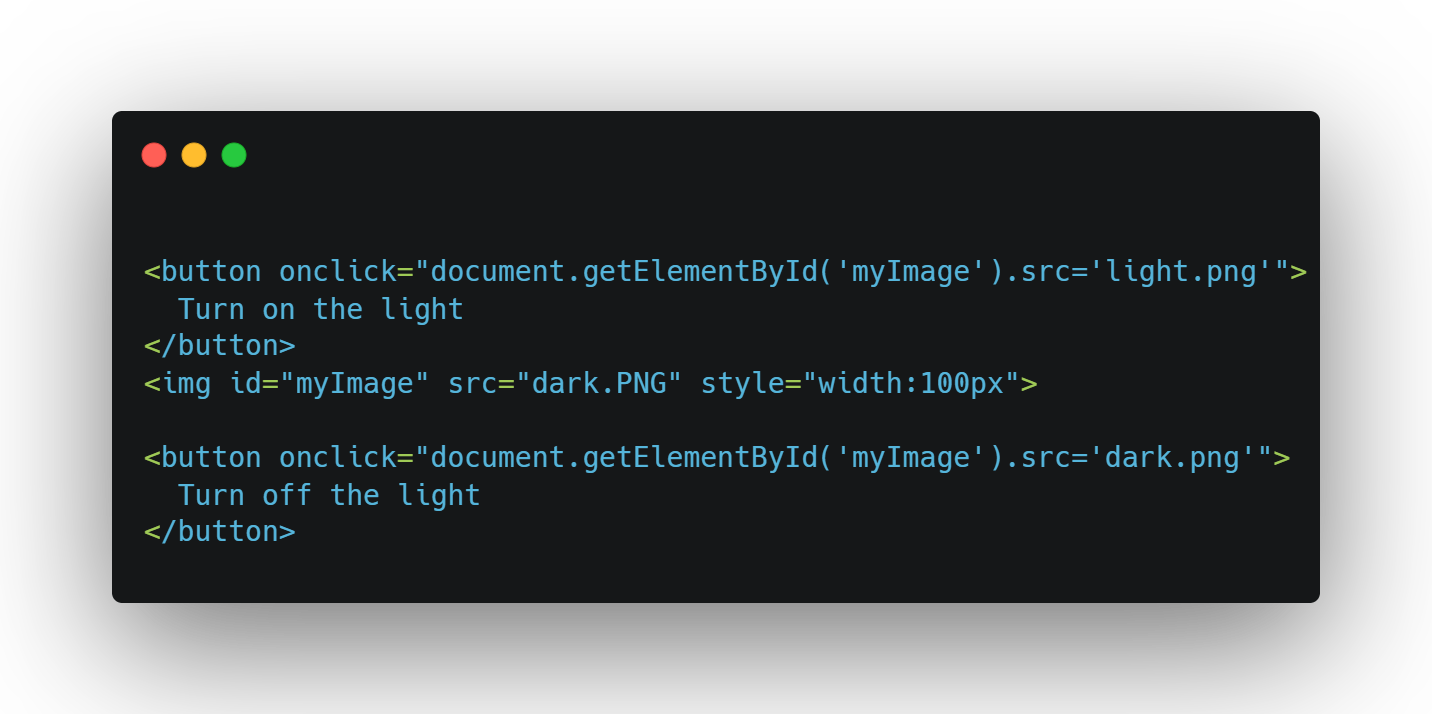 <button onclick="document.getElementById('myImage').src='light.png'">
  Turn on the light
</button>
<img id="myImage" src="dark.PNG" style="width:100px">

<button onclick="document.getElementById('myImage').src='dark.png'">
  Turn off the light
</button>